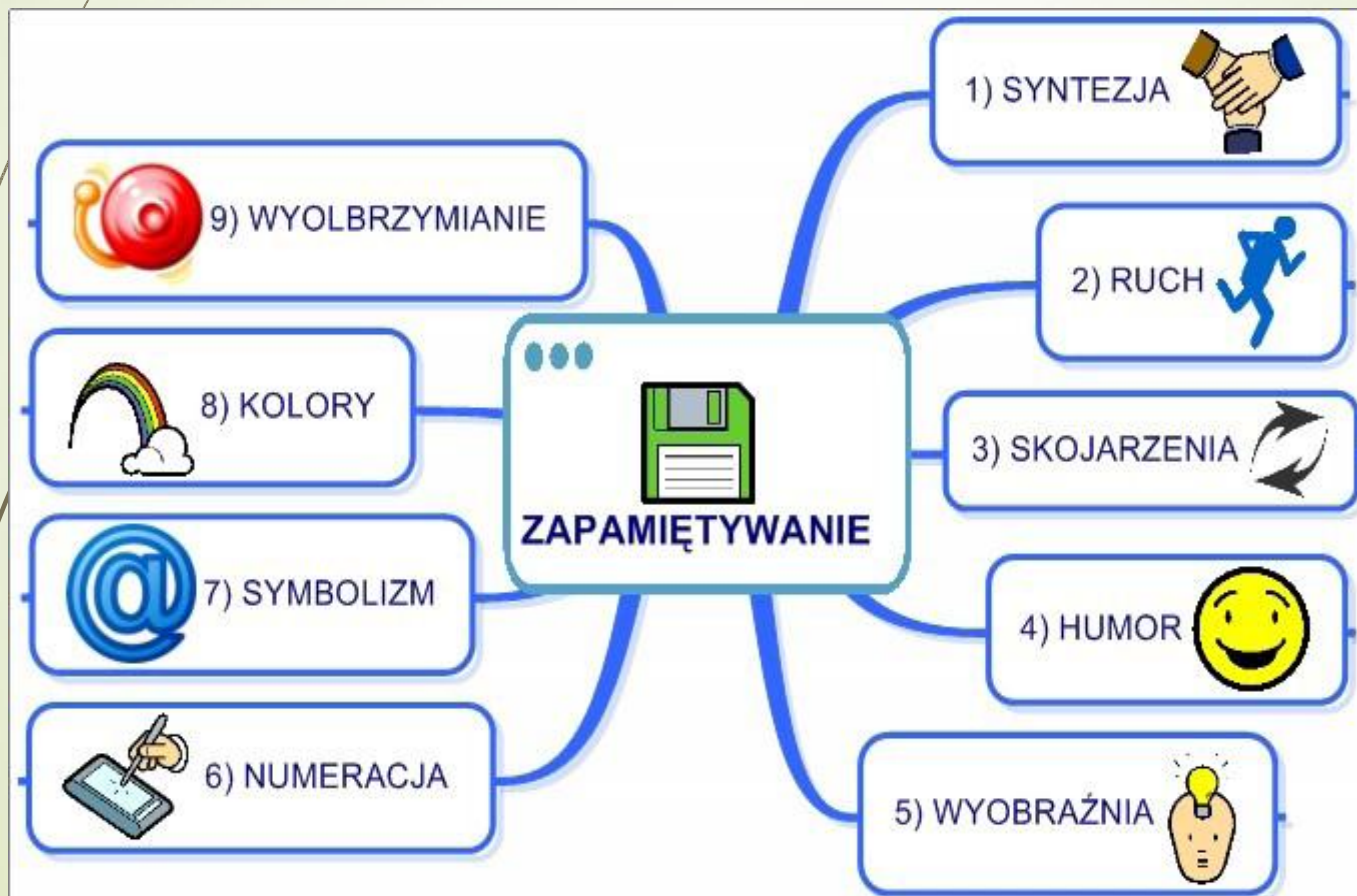 1) SYNTEZJA
2) RUCH
3) SKOJARZENIA
4) HUMOR
5) WYOBRAŹNIA
6) NUMERACJA
7) SYMBOLIZM
8) KOLORY
9) WYOLBRZYMIANIE
ZAPAMIĘTYWANIE